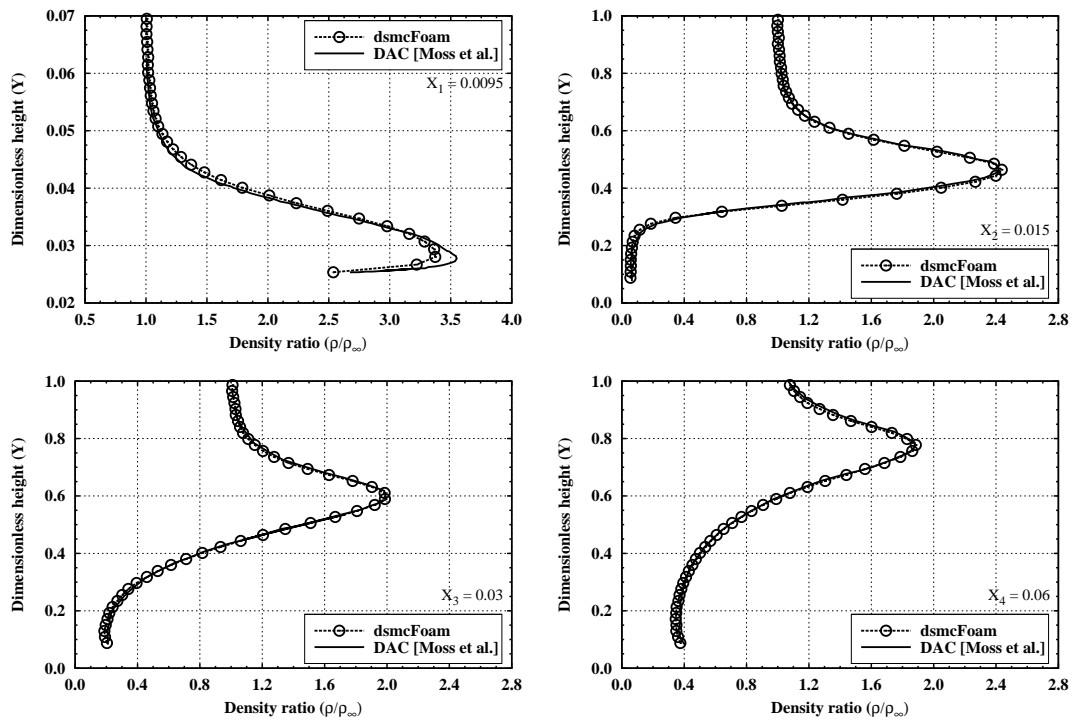 0.07
0.06
0.05
0.04
0.03
0.02
Dimensionless height (Y)
dsmcFoam
DAC [Moss et al.]
X₁ = 0.0095
0.5 1.0 1.5 2.0 2.5 3.0 3.5 4.0
Density ratio (ρ/ρ∞)
1.0
0.8
0.6
0.4
0.2
0.0
Dimensionless height (Y)
X₂ = 0.015
dsmcFoam
DAC [Moss et al.]
0.0 0.4 0.8 1.2 1.6 2.0 2.4 2.8
Density ratio (ρ/ρ∞)
1.0
0.8
0.6
0.4
0.2
0.0
Dimensionless height (Y)
X₃ = 0.03
dsmcFoam
DAC [Moss et al.]
0.0 0.4 0.8 1.2 1.6 2.0 2.4 2.8
Density ratio (ρ/ρ∞)
1.0
0.8
0.6
0.4
0.2
0.0
Dimensionless height (Y)
X₄ = 0.06
dsmcFoam
DAC [Moss et al.]
0.0 0.4 0.8 1.2 1.6 2.0 2.4 2.8
Density ratio (ρ/ρ∞)